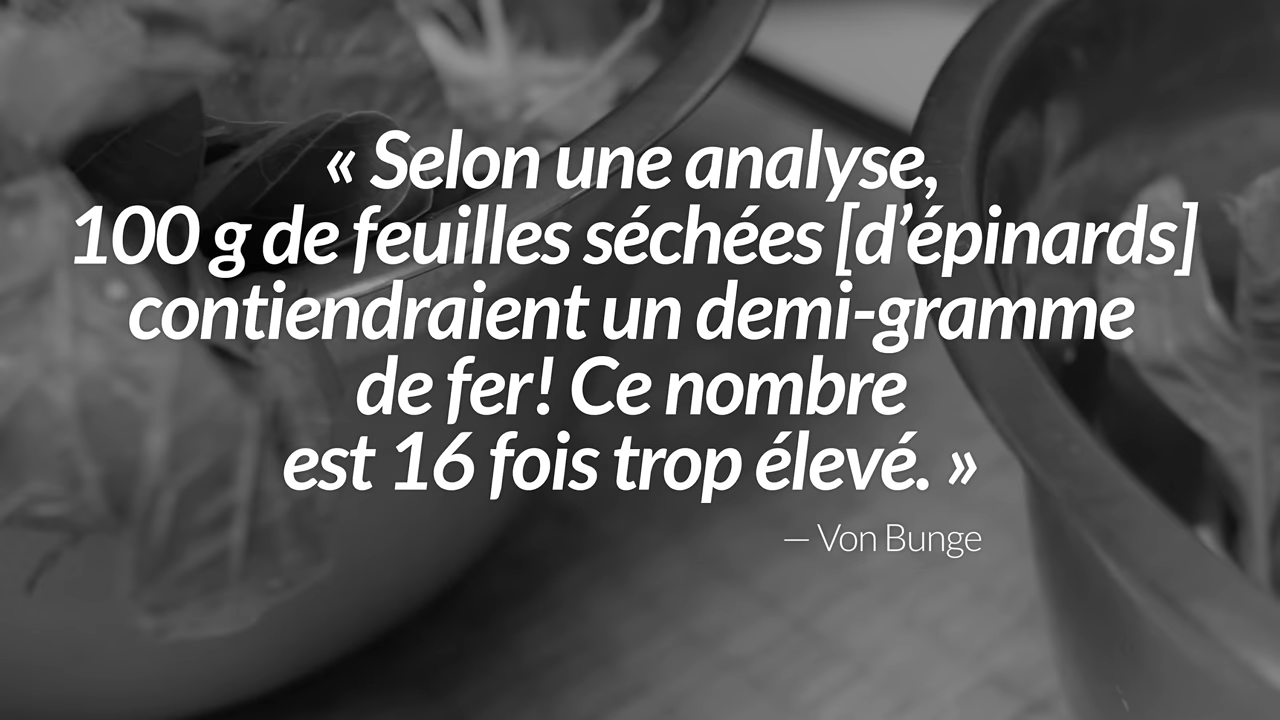 « Selon une analyse,
100 g de feuilles séchées [d’épinards]
contiendraient un demi-gramme
de fer! Ce nombre
est 16 fois trop élevé. »
— Von Bunge